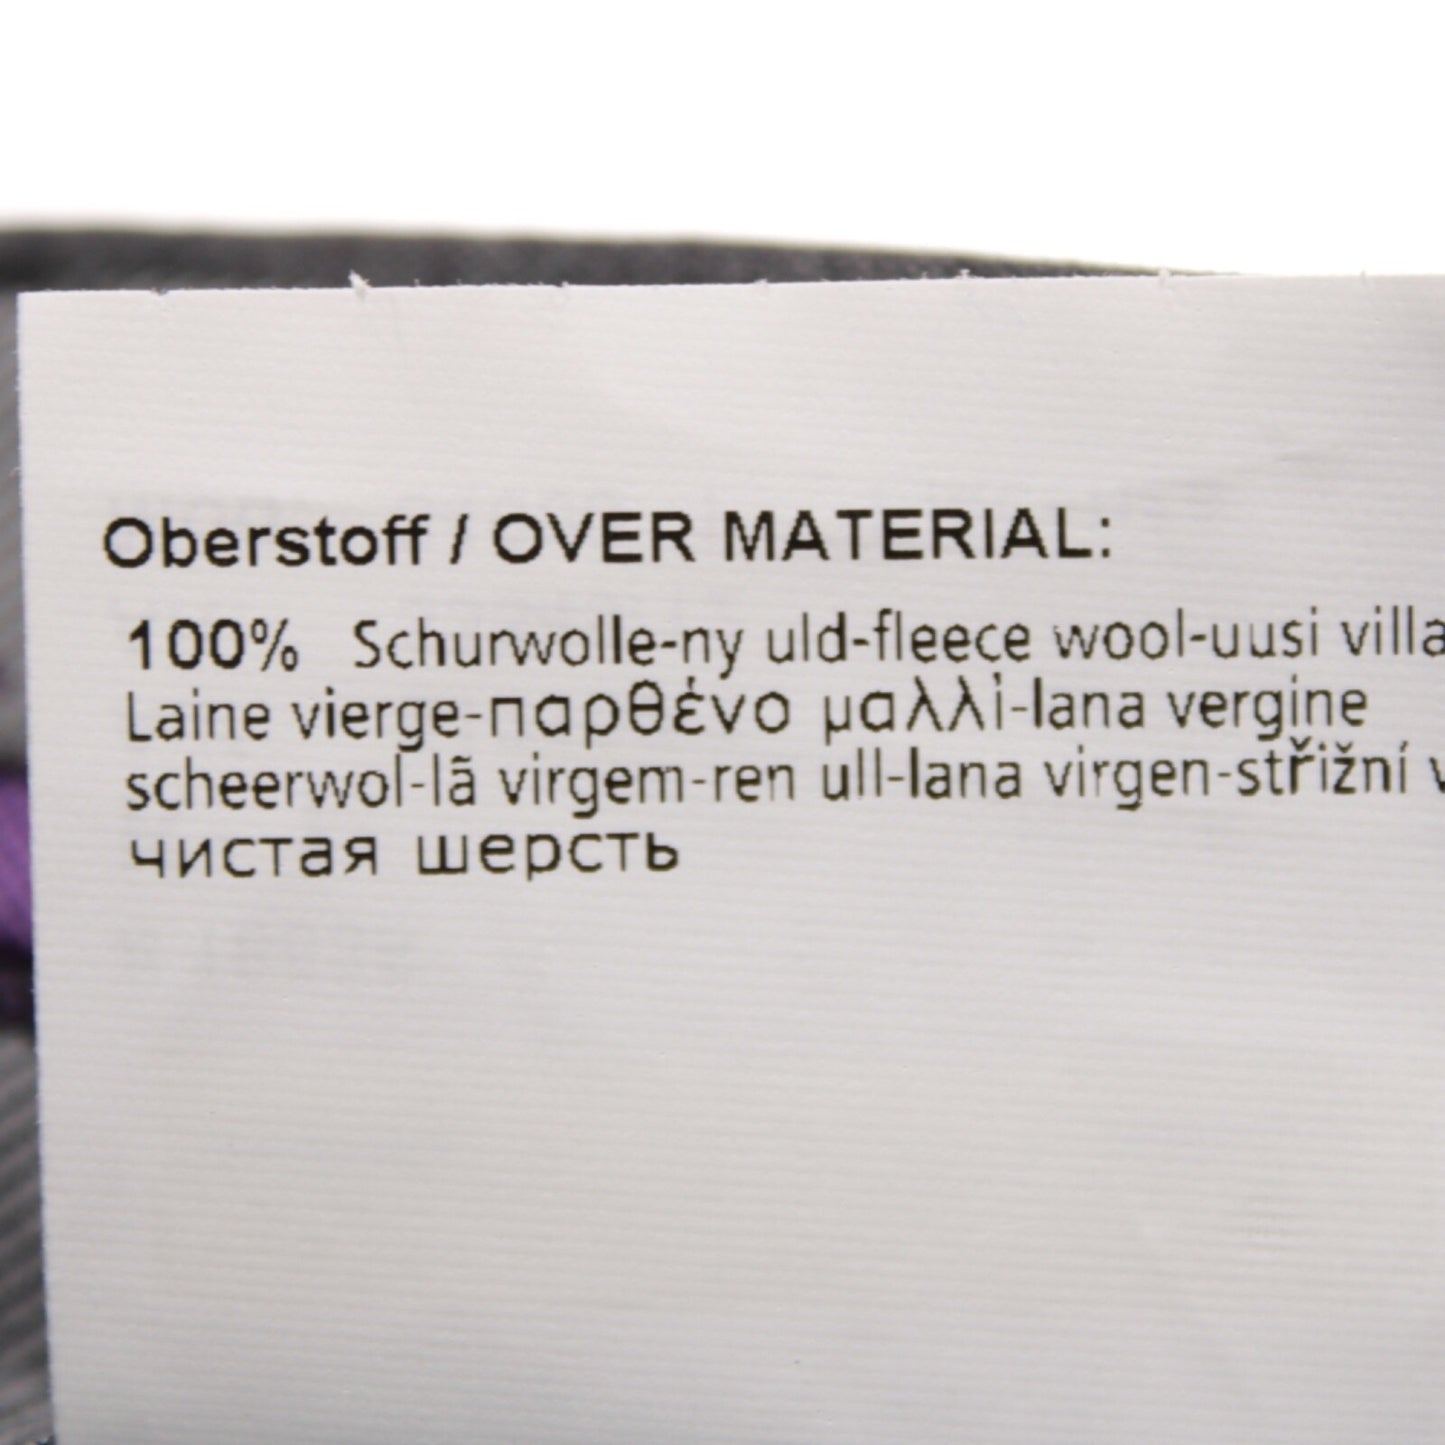 Oberstoff / OVER MATERIAL:
100% Schurwolle-ny uld-fleece wool-uusi villa
Laine vierge-παρθένο μαλλί-lana vergine
scheerwol-lã virgem-ren ull-lana virgen-střižní
чистая шерсть